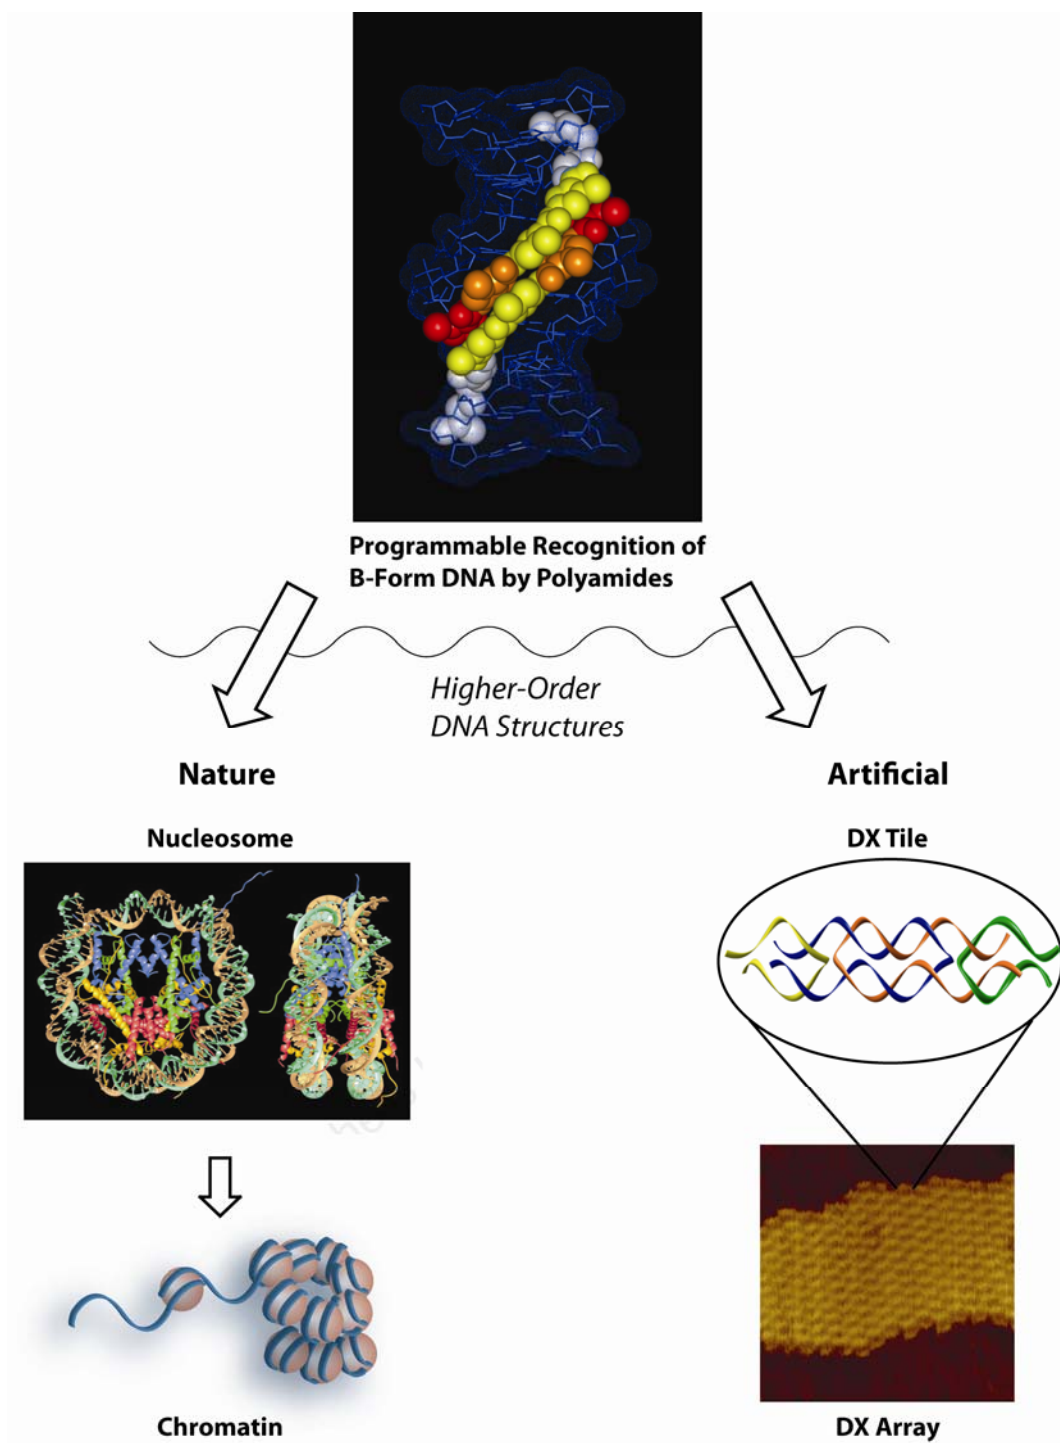 Programmable Recognition of
B-Form DNA by Polyamides
Higher-Order
DNA Structures
Nature
Artificial
Nucleosome
DX Tile
Chromatin
DX Array